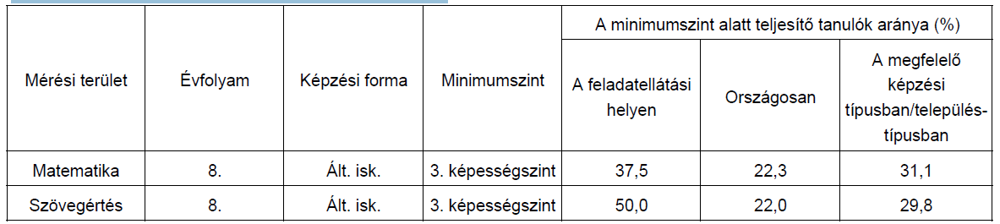 A minimumszint alatt teljesítő tanulók aránya (%)
Mérési terület
Évfolyam
Képzési forma
Minimumszint
A feladatellátási
helyen
Országosan
A megfelelő
képzési
típusban/település-
típusban
Matematika 8. Ált. isk. 3. képességszint 37,5 22,3 31,1
Szövegértés 8. Ált. isk. 3. képességszint 50,0 22,0 29,8